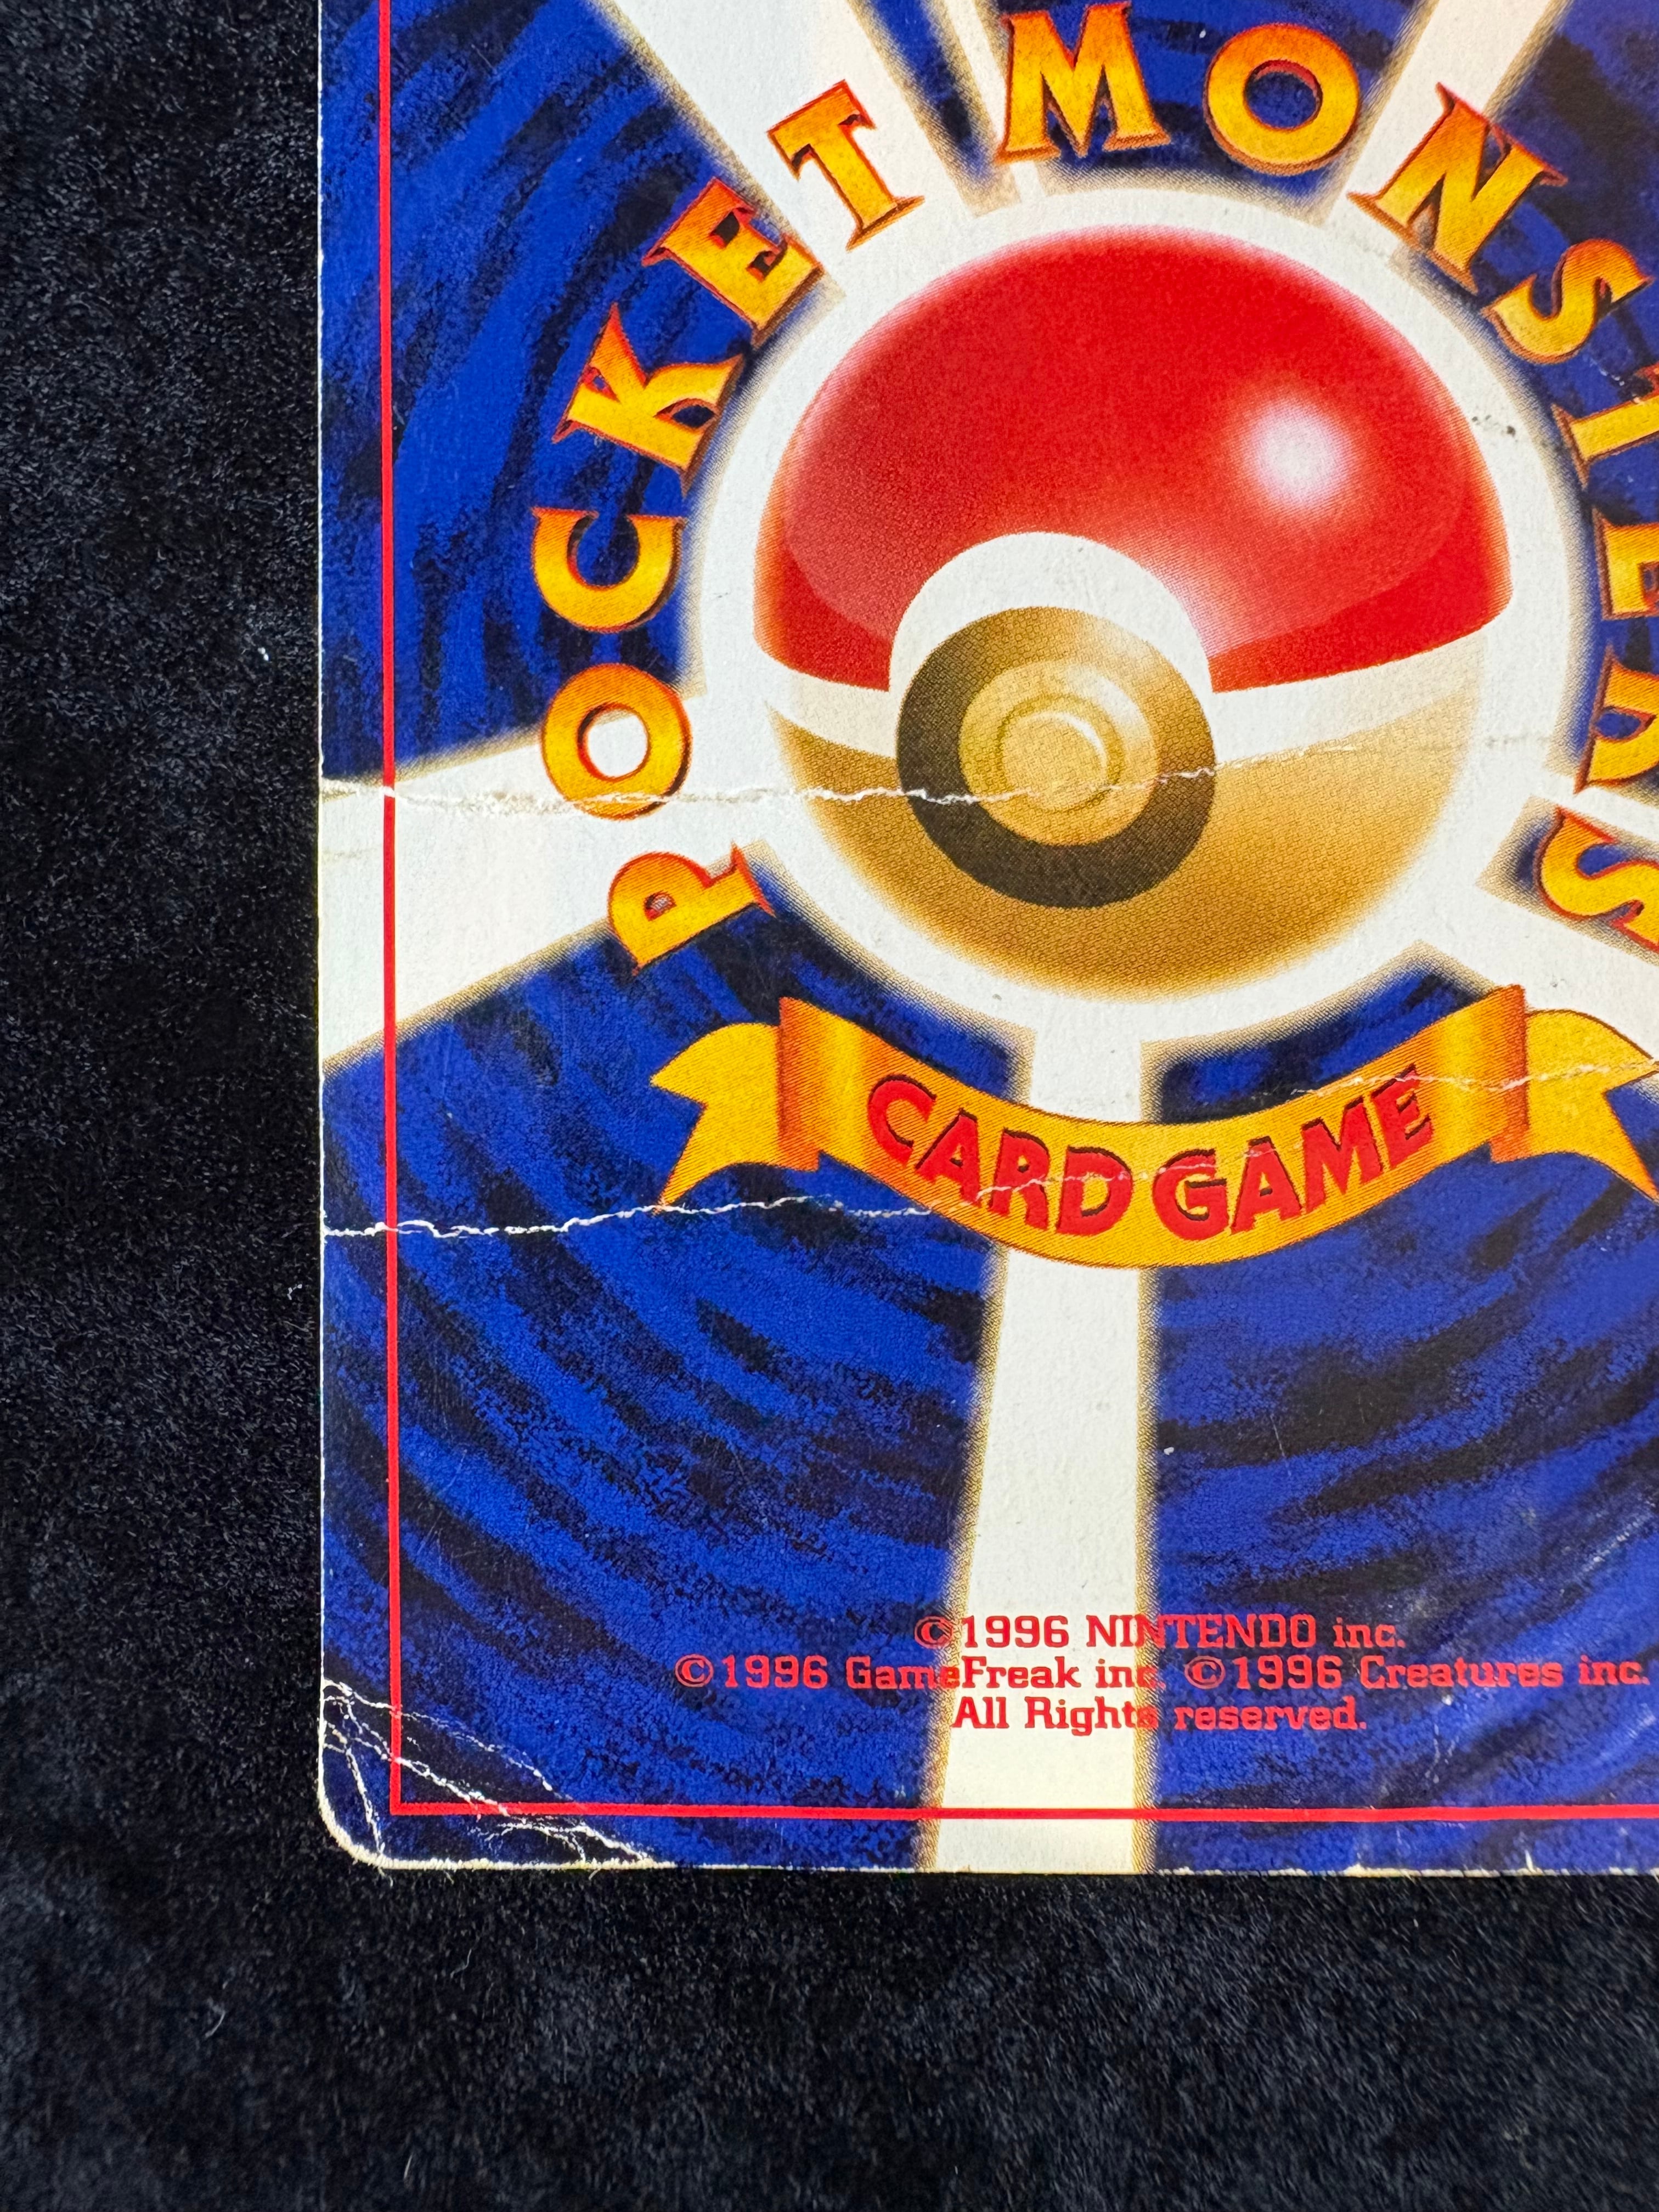 POCKET MONSTERS
CARD GAME
©1996 NINTENDO inc.
©1996 GameFreak inc. ©1996 Creatures inc.
All Rights reserved.